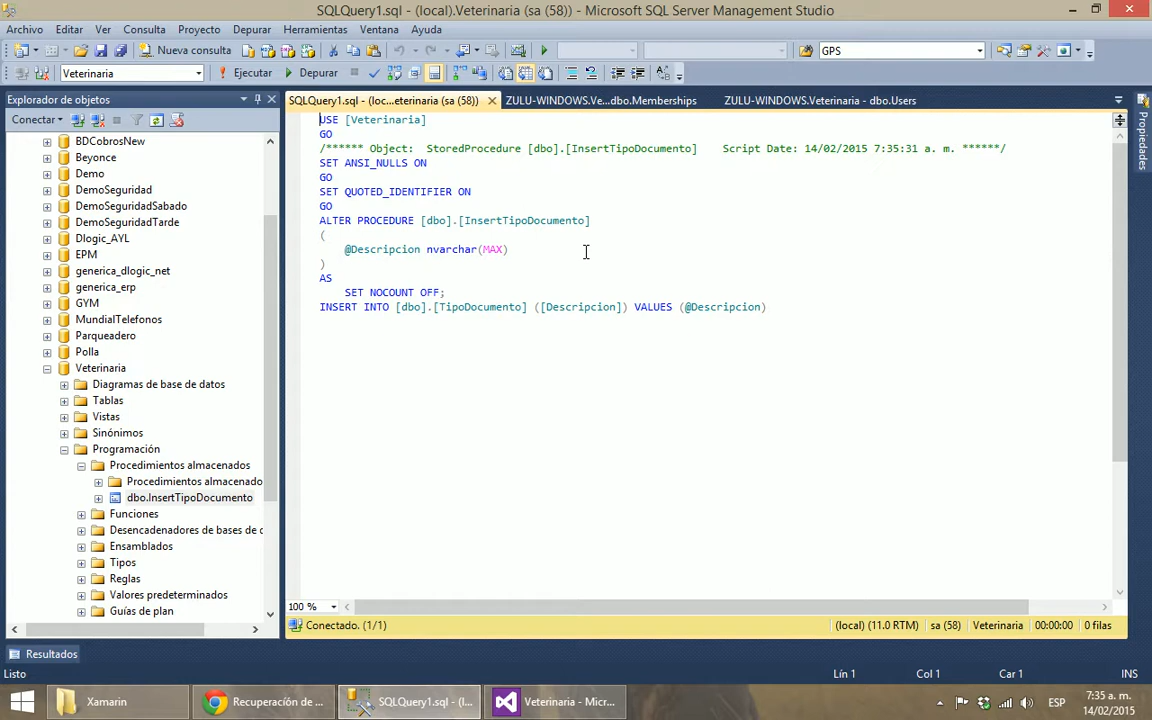 SQLQuery1.sql - (local).Veterinaria (sa (58)) - Microsoft SQL Server Management Studio
Archivo Editar Ver Consulta Proyecto Depurar Herramientas Ventana Ayuda
Nueva consulta GPS
Veterinaria Ejecutar Depurar
Explorador de objetos
Conectar
BDCobrosNew
Beyonce
Demo
DemoSeguridad
DemoSeguridadSabado
DemoSeguridadTarde
Dlogic_AYL
EPM
generica_dlogic_net
generica_erp
GYM
MundialTelefonos
Parqueadero
Polla
Veterinaria
Diagramas de base de datos
Tablas
Vistas
Sinónimos
Programación
Procedimientos almacenados
Procedimientos almacenado
dbo.InsertTipoDocumento
Funciones
Desencadenadores de bases de c
Ensamblados
Tipos
Reglas
Valores predeterminados
Guías de plan
SQLQuery1.sql - (loc...eterinaria (sa (58)) ZULU-WINDOWS.Ve...dbo.Memberships ZULU-WINDOWS.Veterinaria - dbo.Users
USE [Veterinaria]
GO
/****** Object:  StoredProcedure [dbo].[InsertTipoDocumento]    Script Date: 14/02/2015 7:35:31 a. m. ******/
SET ANSI_NULLS ON
GO
SET QUOTED_IDENTIFIER ON
GO
ALTER PROCEDURE [dbo].[InsertTipoDocumento]
(
@Descripcion nvarchar(MAX)
)
AS
SET NOCOUNT OFF;
INSERT INTO [dbo].[TipoDocumento] ([Descripcion]) VALUES (@Descripcion)
100 %
Conectado. (1/1) (local) (11.0 RTM) sa (58) Veterinaria 00:00:00 0 filas
Propiedades
Resultados
Listo Lín 1 Col 1 Car 1 INS
Xamarin Recuperación de ... SQLQuery1.sql - (l... Veterinaria - Micr... ESP 7:35 a. m.
14/02/2015